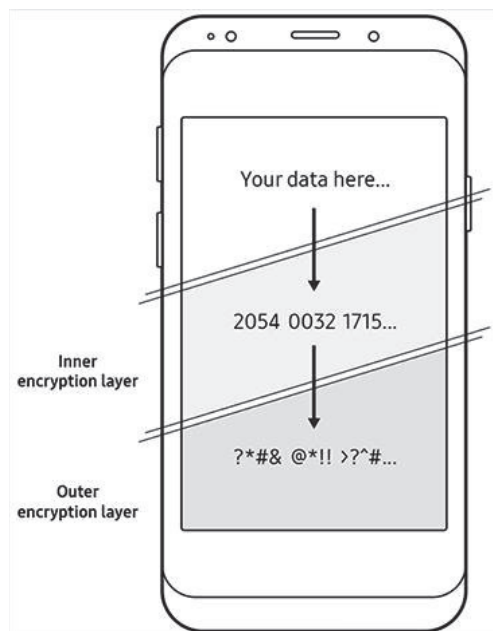 Your data here...
2054 0032 1715...
Inner
encryption layer
?*#& @*!! >?^#...
Outer
encryption layer